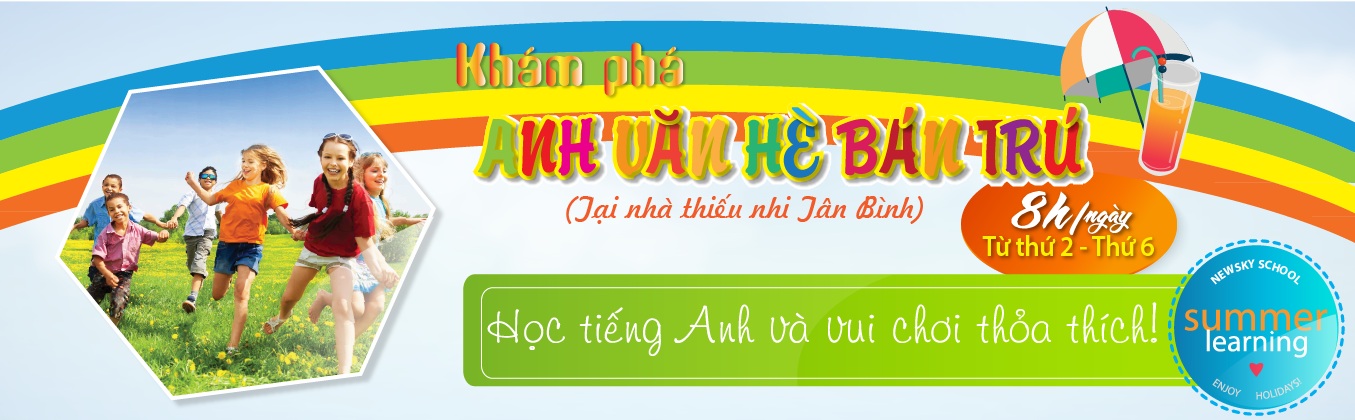 Khám phá
ANH VĂN HÈ BÁN TRÚ
(Tại nhà thiếu nhi Tân Bình)
8h/ngày
Từ thứ 2 - Thứ 6
Học tiếng Anh và vui chơi thỏa thích!
NEWSKY SCHOOL
summer
learning
ENJOY HOLIDAYS!